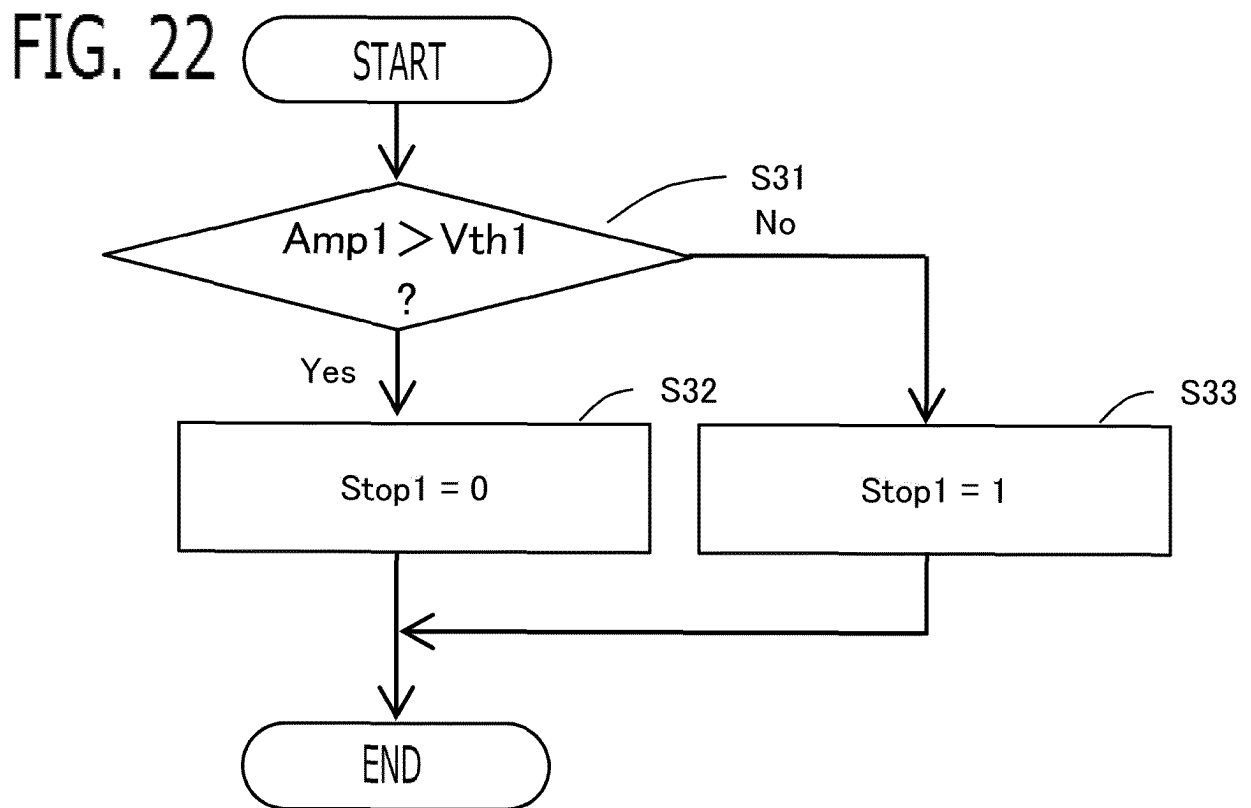 FIG. 22
START
S31
Amp1＞Vth1
?
No
Yes
S32
S33
Stop1 = 0
Stop1 = 1
END